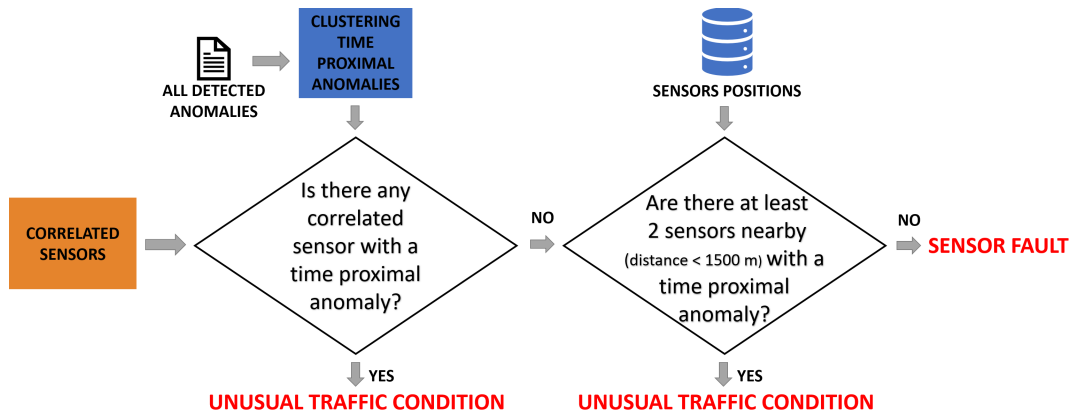 CLUSTERING
TIME
PROXIMAL
ANOMALIES
ALL DETECTED
ANOMALIES
SENSORS POSITIONS
CORRELATED
SENSORS
Is there any
correlated
sensor with a
time proximal
anomaly?
NO
Are there at least
2 sensors nearby
(distance < 1500 m) with a
time proximal
anomaly?
NO
SENSOR FAULT
YES
UNUSUAL TRAFFIC CONDITION
YES
UNUSUAL TRAFFIC CONDITION